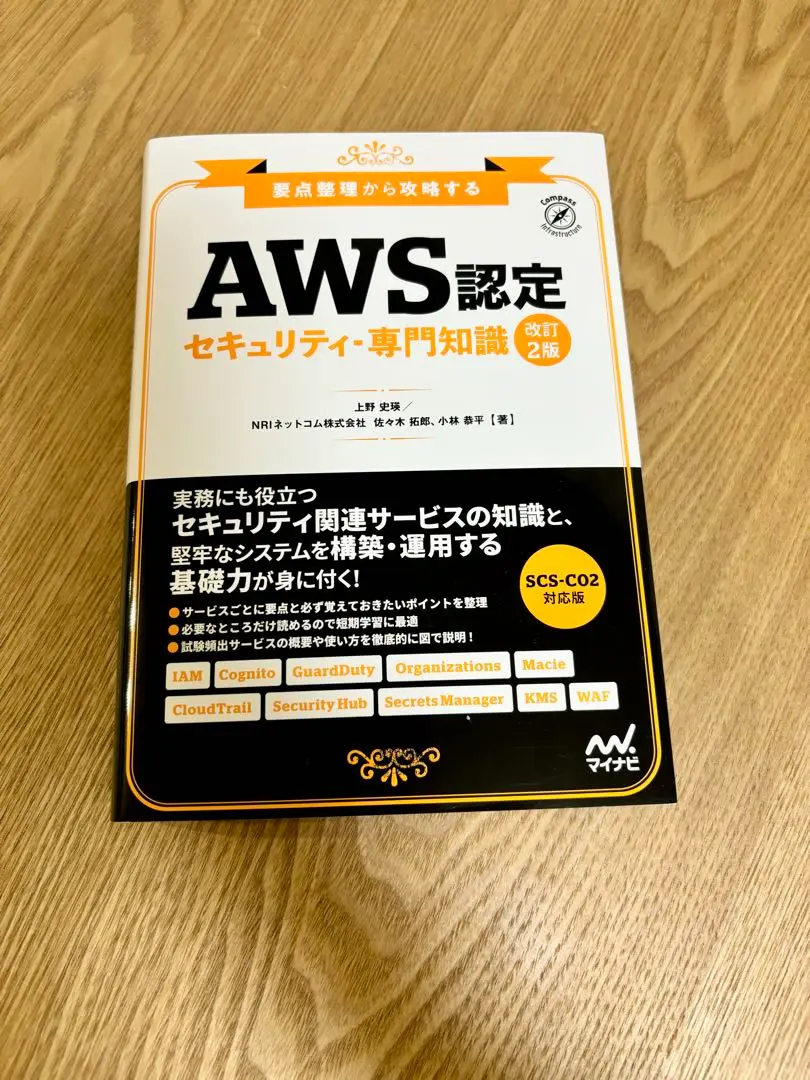 要点整理から攻略する
Compass
Infrastructure
AWS認定
セキュリティ-専門知識
改訂
2版
上野 史瑛／
NRIネットコム株式会社 佐々木 拓郎、小林 恭平【著】
実務にも役立つ
セキュリティ関連サービスの知識と、
堅牢なシステムを構築・運用する
基礎力が身に付く!
SCS-C02
対応版
●サービスごとに要点と必ず覚えておきたいポイントを整理
●必要なところだけ読めるので短期学習に最適
●試験頻出サービスの概要や使い方を徹底的に図で説明!
IAM Cognito GuardDuty Organizations Macie
CloudTrail Security Hub Secrets Manager KMS WAF
マイナビ